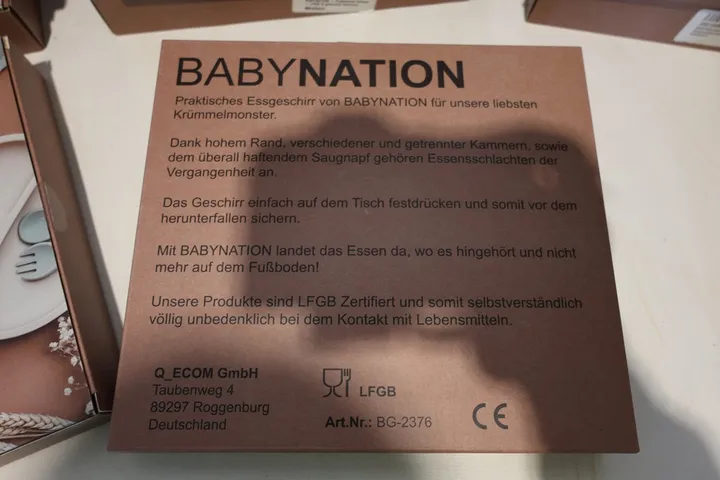 BABYNATION
Praktisches Essgeschirr von BABYNATION für unsere liebsten
Krümmelmonster.
Dank hohem Rand, verschiedener und getrennter Kammern, sowie
dem überall haftendem Saugnapf gehören Essensschlachten der
Vergangenheit an.
Das Geschirr einfach auf dem Tisch festdrücken und somit vor dem
herunterfallen sichern.
Mit BABYNATION landet das Essen da, wo es hingehört und nicht
mehr auf dem Fußboden!
Unsere Produkte sind LFGB Zertifiert und somit selbstverständlich
völlig unbedenklich bei dem Kontakt mit Lebensmitteln.
Q_ECOM GmbH
Taubenweg 4
89297 Roggenburg
Deutschland
LFGB
Art.Nr.: BG-2376
CE